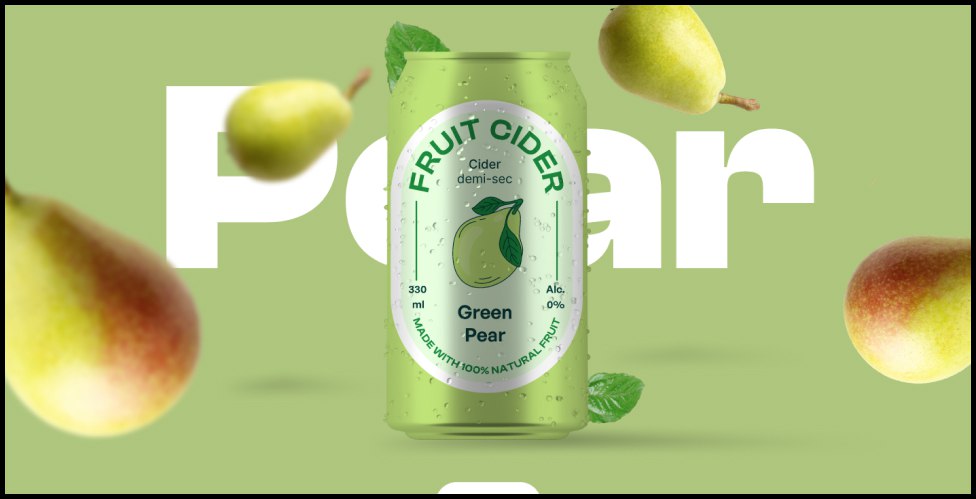 Pear
FRUIT CIDER
Cider
demi-sec
330
ml
Alc.
0%
Green
Pear
MADE WITH 100% NATURAL FRUIT